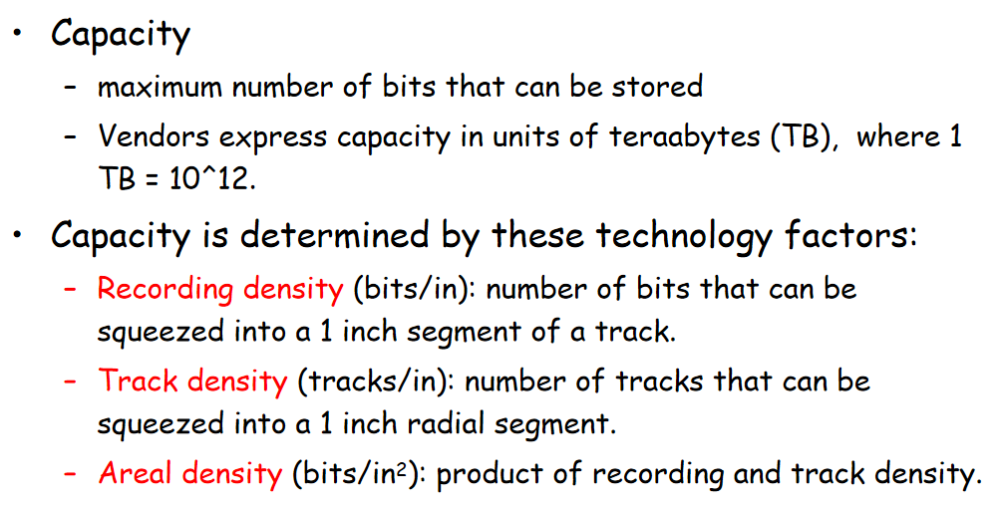 • Capacity
– maximum number of bits that can be stored
– Vendors express capacity in units of teraabytes (TB),  where 1
TB = 10^12.
• Capacity is determined by these technology factors:
– Recording density (bits/in): number of bits that can be
squeezed into a 1 inch segment of a track.
– Track density (tracks/in): number of tracks that can be
squeezed into a 1 inch radial segment.
– Areal density (bits/in²): product of recording and track density.